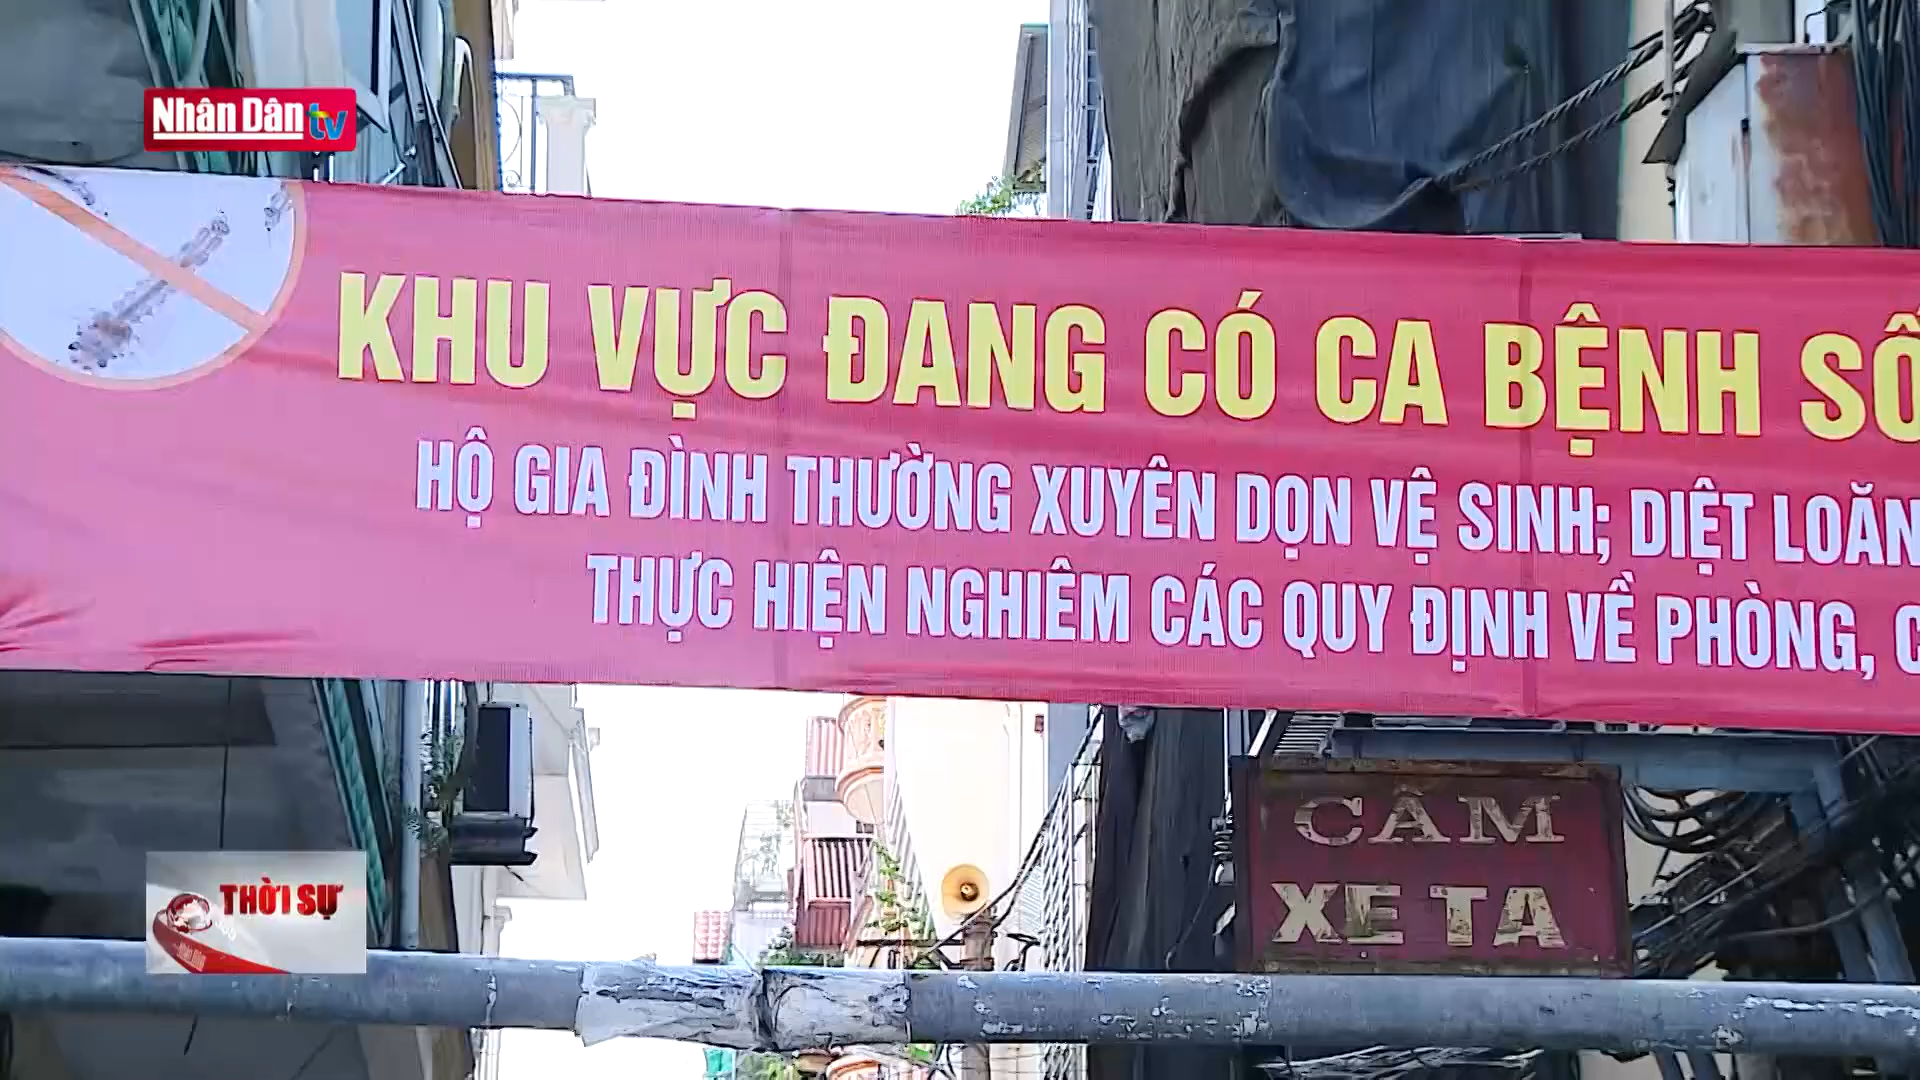 Nhân Dân tv
KHU VỰC ĐANG CÓ CA BỆNH SỐ
HỘ GIA ĐÌNH THƯỜNG XUYÊN DỌN VỆ SINH; DIỆT LOĂN
THỰC HIỆN NGHIÊM CÁC QUY ĐỊNH VỀ PHÒNG, C
CẤM
XE TẢI
THỜI SỰ